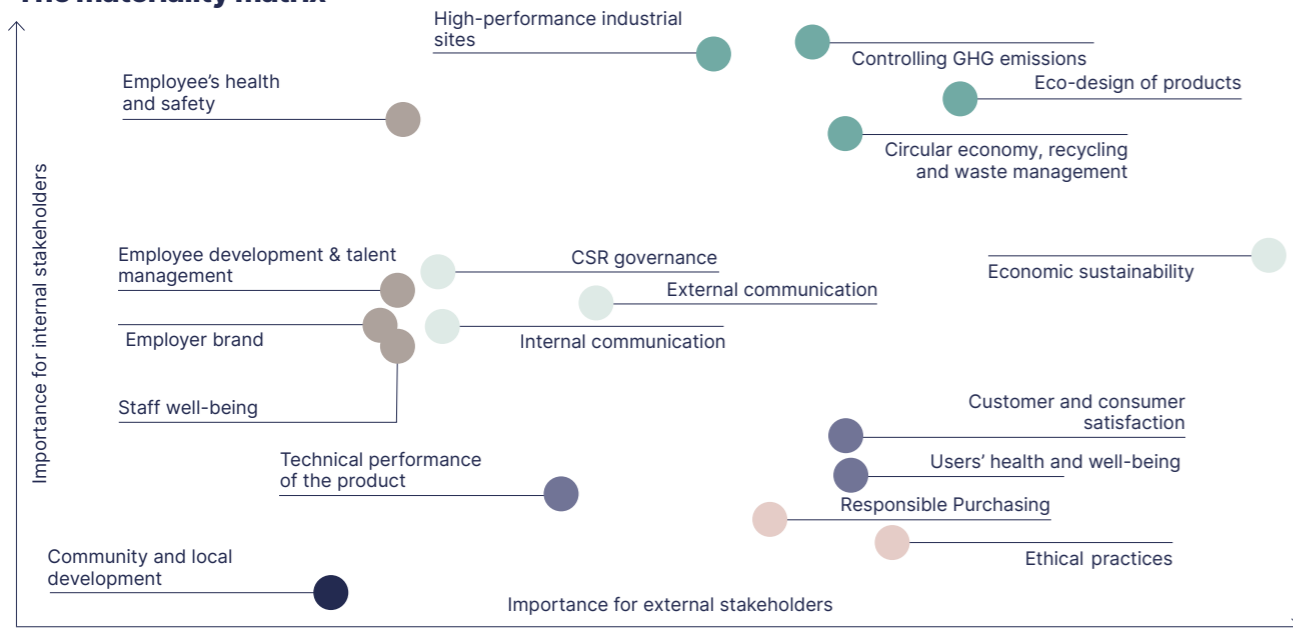 The materiality matrix
High-performance industrial
sites
Controlling GHG emissions
Employee’s health
and safety
Eco-design of products
Circular economy, recycling
and waste management
Importance for internal stakeholders
Employee development & talent
management
CSR governance
External communication
Economic sustainability
Employer brand
Internal communication
Staff well-being
Customer and consumer
satisfaction
Technical performance
of the product
Users’ health and well-being
Responsible Purchasing
Community and local
development
Ethical practices
Importance for external stakeholders